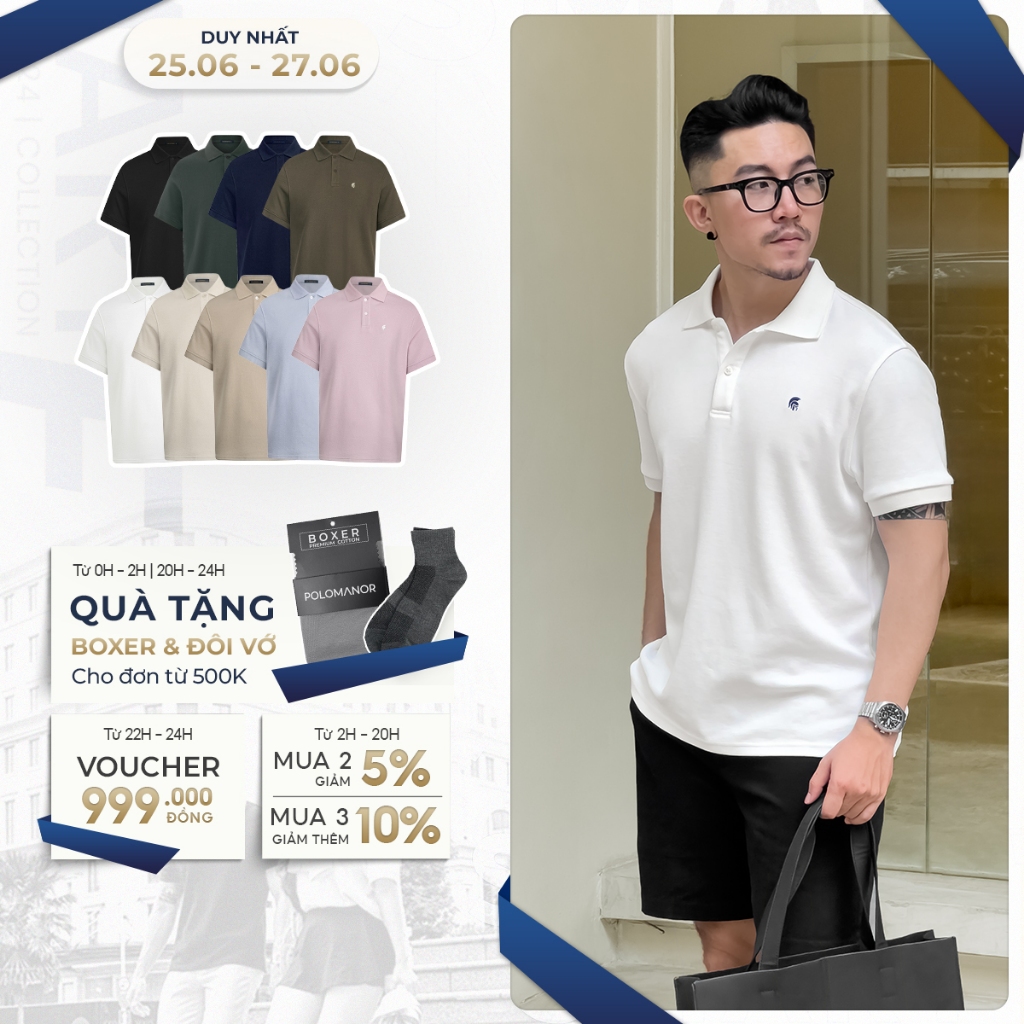 DUY NHẤT
25.06 - 27.06
24 | COLLECTION
BOXER
PREMIUM COTTON
POLOMANOR
Từ 0H - 2H | 20H - 24H
QUÀ TẶNG
BOXER & ĐÔI VỚ
Cho đơn từ 500K
Từ 22H - 24H
VOUCHER
999.000
ĐỒNG
Từ 2H - 20H
MUA 2
GIẢM 5%
MUA 3
GIẢM THÊM 10%